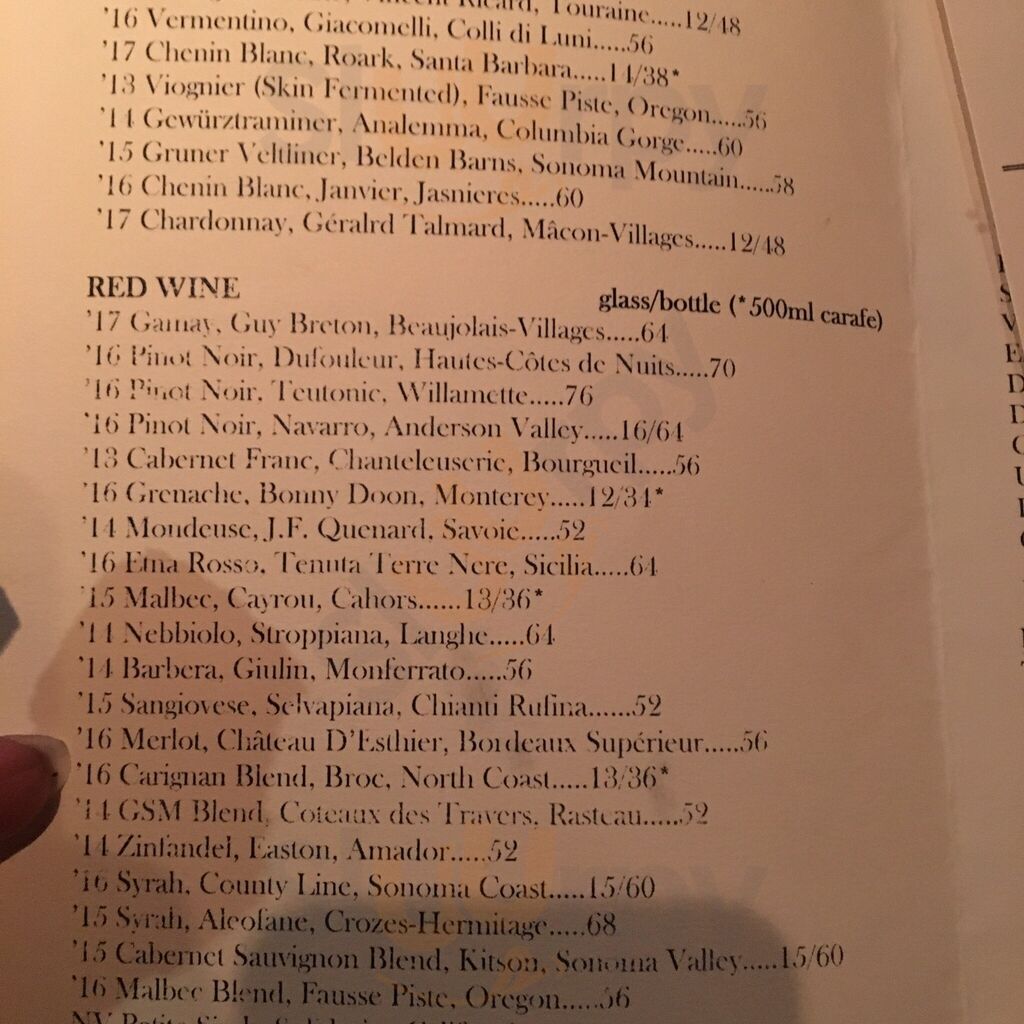 Vincent Ricard, Touraine.....12/48
'16 Vermentino, Giacomelli, Colli di Luni.....56
'17 Chenin Blanc, Roark, Santa Barbara.....14/38*
'13 Viognier (Skin Fermented), Fausse Piste, Oregon.....56
'14 Gewürztraminer, Analemma, Columbia Gorge.....60
'15 Gruner Veltliner, Belden Barns, Sonoma Mountain.....58
'16 Chenin Blanc, Janvier, Jasnieres.....60
'17 Chardonnay, Géralrd Talmard, Mâcon-Villages.....12/48
RED WINE
glass/bottle (*500ml carafe)
'17 Gamay, Guy Breton, Beaujolais-Villages.....64
'16 Pinot Noir, Dufouleur, Hautes-Côtes de Nuits.....70
'16 Pinot Noir, Teutonic, Willamette.....76
'16 Pinot Noir, Navarro, Anderson Valley.....16/64
'13 Cabernet Franc, Chanteleuserie, Bourgueil.....56
'16 Grenache, Bonny Doon, Monterey.....12/34*
'14 Mondeuse, J.F. Quenard, Savoie.....52
'16 Etna Rosso, Tenuta Terre Nere, Sicilia.....64
'15 Malbec, Cayrou, Cahors......13/36*
'14 Nebbiolo, Stroppiana, Langhe.....64
'14 Barbera, Giulin, Monferrato.....56
'15 Sangiovese, Selvapiana, Chianti Rufina......52
'16 Merlot, Château D'Esthier, Bordeaux Supérieur.....56
'16 Carignan Blend, Broc, North Coast.....13/36*
'14 GSM Blend, Coteaux des Travers, Rasteau.....52
'14 Zinfandel, Easton, Amador.....52
'16 Syrah, County Line, Sonoma Coast.....15/60
'15 Syrah, Aleofane, Crozes-Hermitage.....68
'15 Cabernet Sauvignon Blend, Kitson, Sonoma Valley.....15/60
'16 Malbec Blend, Fausse Piste, Oregon.....56
NV Petite